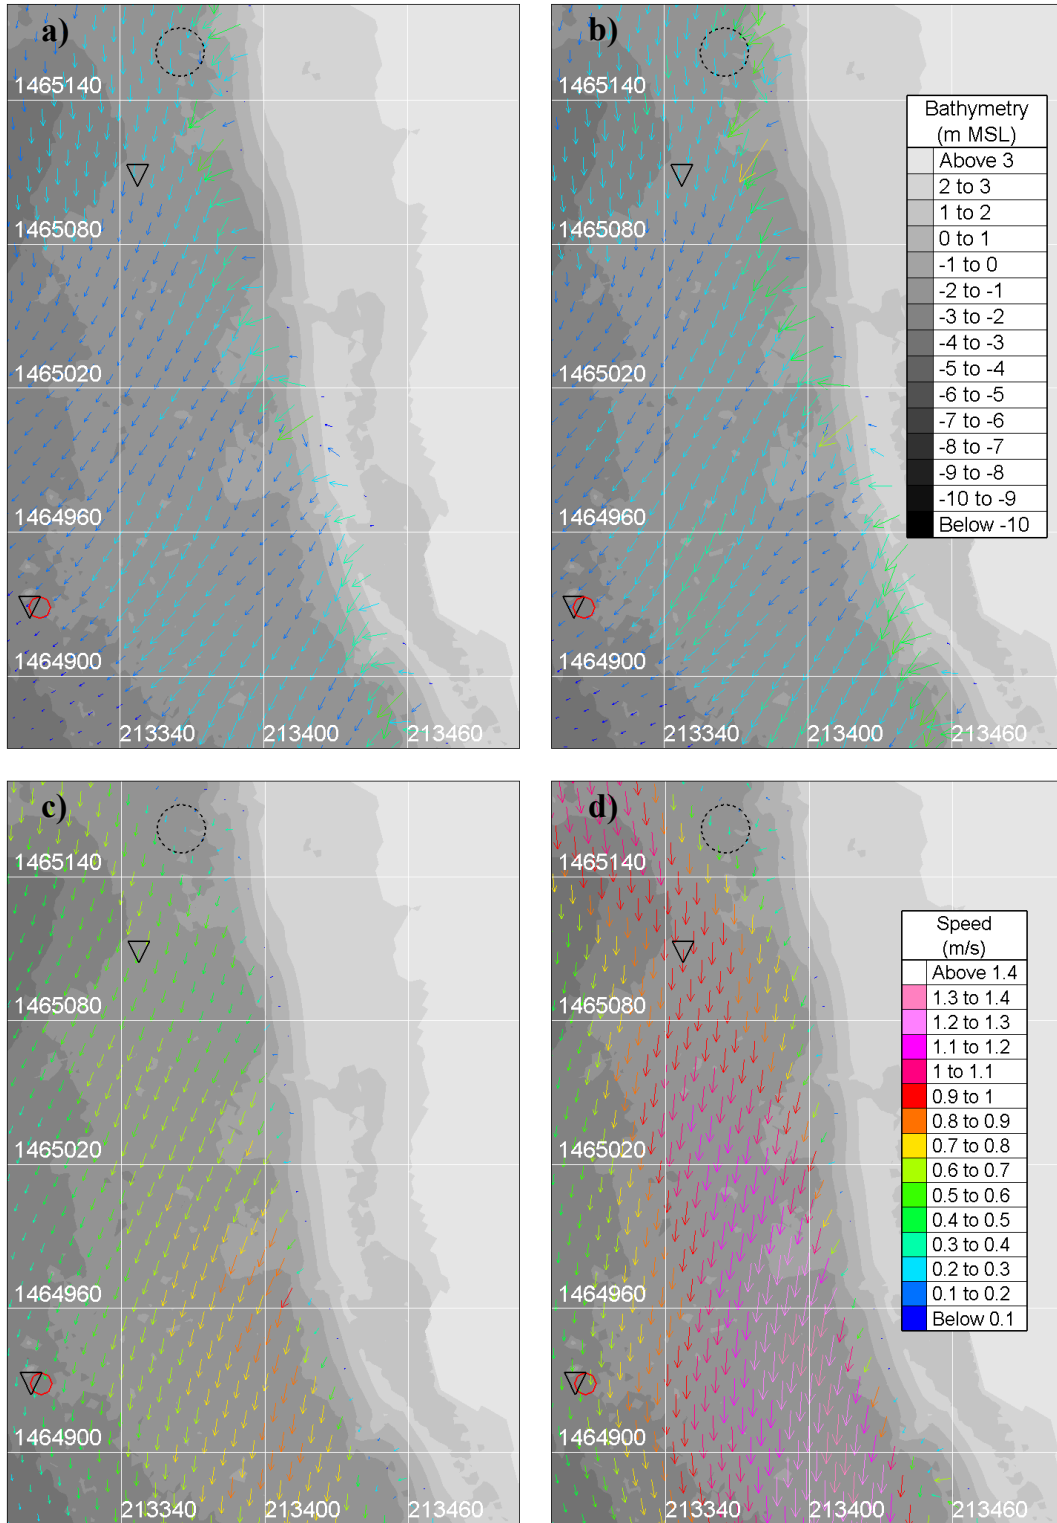 a)
1465140
1465080
1465020
1464960
1464900
213340
213400
213460
b)
1465140
1465080
1465020
1464960
1464900
213340
213400
213460
Bathymetry
(m MSL)
Above 3
2 to 3
1 to 2
0 to 1
-1 to 0
-2 to -1
-3 to -2
-4 to -3
-5 to -4
-6 to -5
-7 to -6
-8 to -7
-9 to -8
-10 to -9
Below -10
c)
1465140
1465080
1465020
1464960
1464900
213340
213400
213460
d)
1465140
1465080
1465020
1464960
1464900
213340
213400
213460
Speed
(m/s)
Above 1.4
1.3 to 1.4
1.2 to 1.3
1.1 to 1.2
1 to 1.1
0.9 to 1
0.8 to 0.9
0.7 to 0.8
0.6 to 0.7
0.5 to 0.6
0.4 to 0.5
0.3 to 0.4
0.2 to 0.3
0.1 to 0.2
Below 0.1